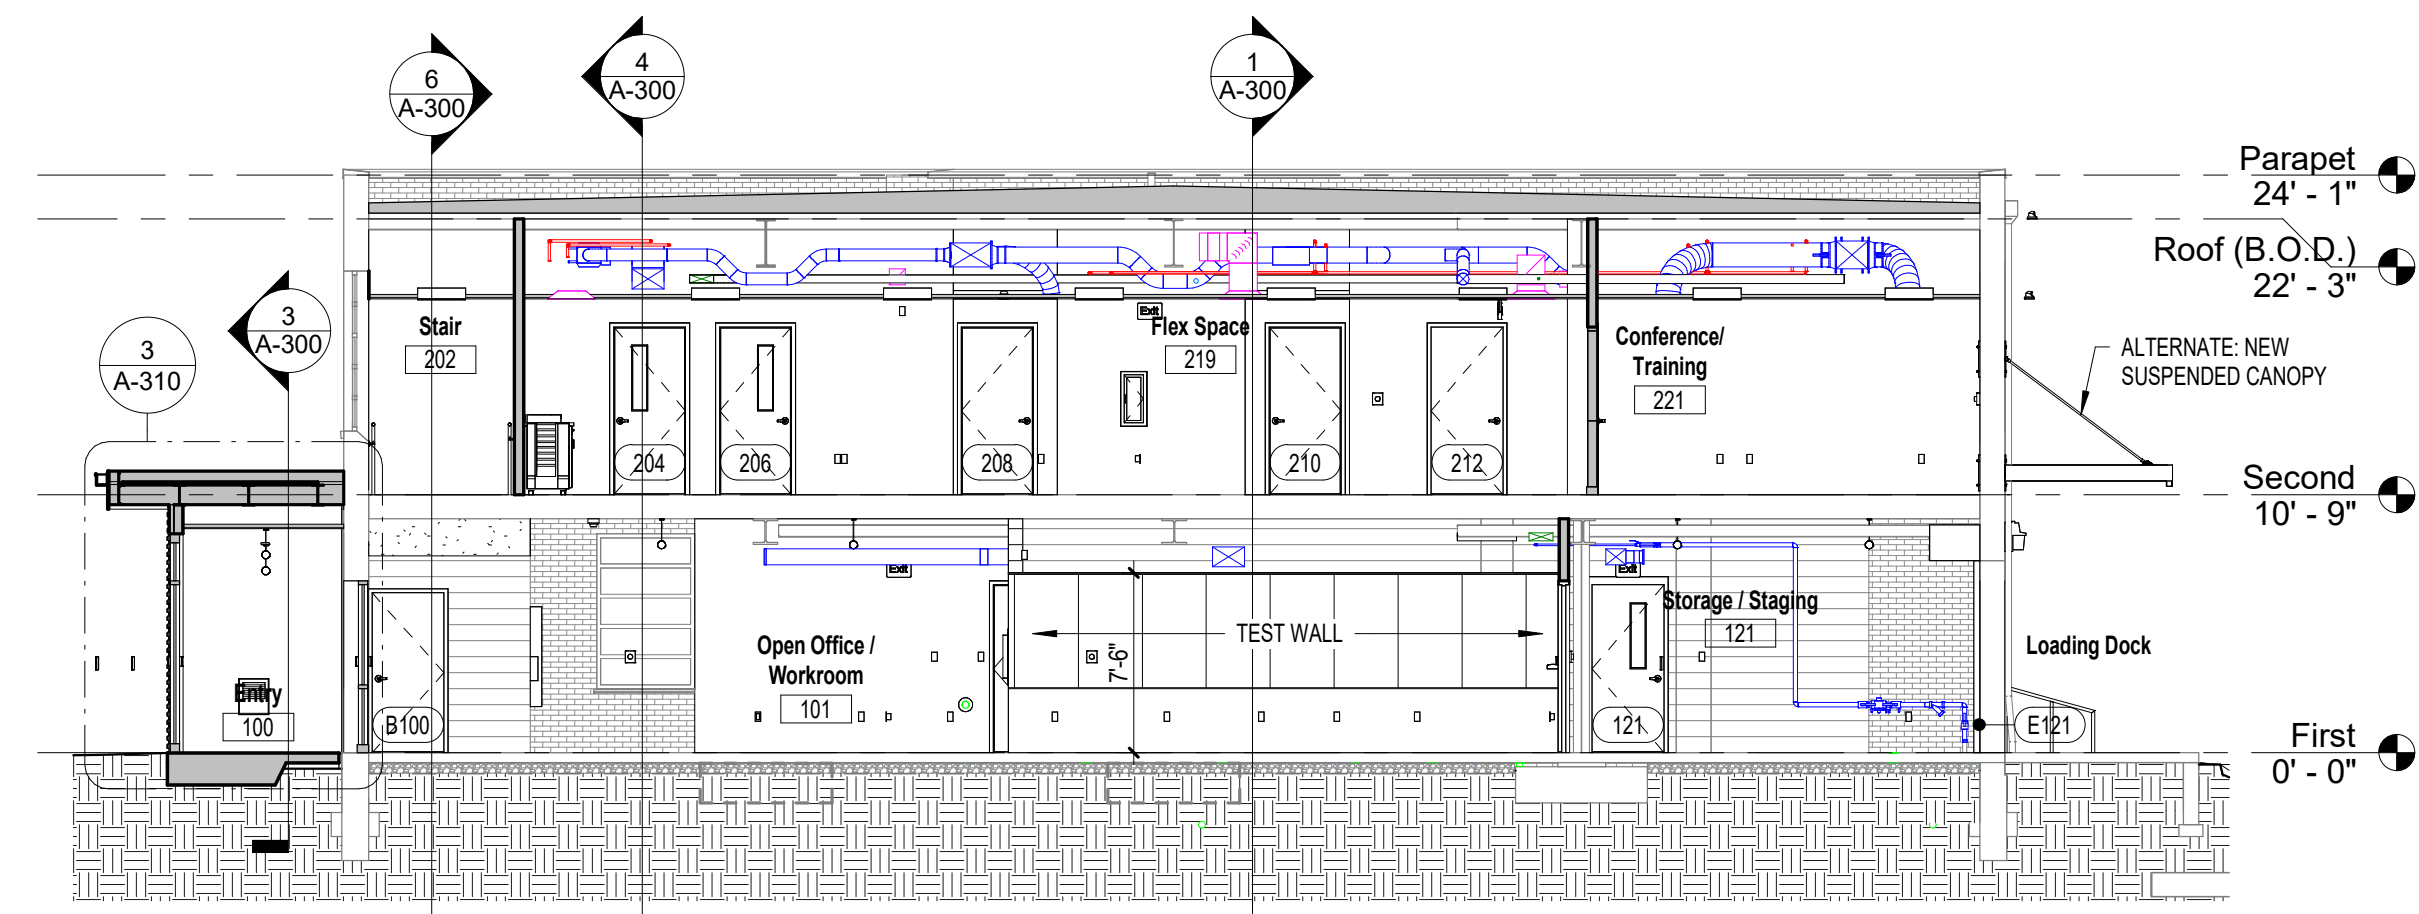 6
A-300
4
A-300
1
A-300
Parapet
24' - 1"
Roof (B.O.D.)
22' - 3"
3
A-300
3
A-310
Stair
202
Exit
Flex Space
219
Conference/
Training
221
ALTERNATE: NEW
SUSPENDED CANOPY
204
206
208
210
212
Second
10' - 9"
Exit
Exit
Storage / Staging
121
TEST WALL
7'-6"
Open Office /
Workroom
101
Loading Dock
Entry
100
B100
121
E121
First
0' - 0"